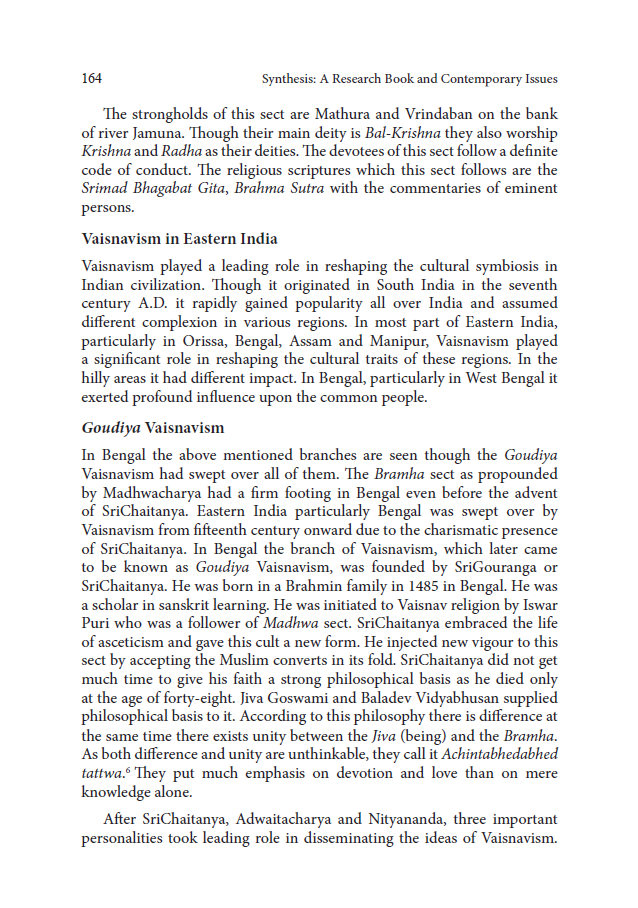 164 Synthesis: A Research Book and Contemporary Issues
The strongholds of this sect are Mathura and Vrindaban on the bank
of river Jamuna. Though their main deity is Bal-Krishna they also worship
Krishna and Radha as their deities. The devotees of this sect follow a definite
code of conduct. The religious scriptures which this sect follows are the
Srimad Bhagabat Gita, Brahma Sutra with the commentaries of eminent
persons.
Vaisnavism in Eastern India
Vaisnavism played a leading role in reshaping the cultural symbiosis in
Indian civilization. Though it originated in South India in the seventh
century A.D. it rapidly gained popularity all over India and assumed
different complexion in various regions. In most part of Eastern India,
particularly in Orissa, Bengal, Assam and Manipur, Vaisnavism played
a significant role in reshaping the cultural traits of these regions. In the
hilly areas it had different impact. In Bengal, particularly in West Bengal it
exerted profound influence upon the common people.
Goudiya Vaisnavism
In Bengal the above mentioned branches are seen though the Goudiya
Vaisnavism had swept over all of them. The Bramha sect as propounded
by Madhwacharya had a firm footing in Bengal even before the advent
of SriChaitanya. Eastern India particularly Bengal was swept over by
Vaisnavism from fifteenth century onward due to the charismatic presence
of SriChaitanya. In Bengal the branch of Vaisnavism, which later came
to be known as Goudiya Vaisnavism, was founded by SriGouranga or
SriChaitanya. He was born in a Brahmin family in 1485 in Bengal. He was
a scholar in sanskrit learning. He was initiated to Vaisnav religion by Iswar
Puri who was a follower of Madhwa sect. SriChaitanya embraced the life
of asceticism and gave this cult a new form. He injected new vigour to this
sect by accepting the Muslim converts in its fold. SriChaitanya did not get
much time to give his faith a strong philosophical basis as he died only
at the age of forty-eight. Jiva Goswami and Baladev Vidyabhusan supplied
philosophical basis to it. According to this philosophy there is difference at
the same time there exists unity between the Jiva (being) and the Bramha.
As both difference and unity are unthinkable, they call it Achintabhedabhed
tattwa.⁶ They put much emphasis on devotion and love than on mere
knowledge alone.
After SriChaitanya, Adwaitacharya and Nityananda, three important
personalities took leading role in disseminating the ideas of Vaisnavism.